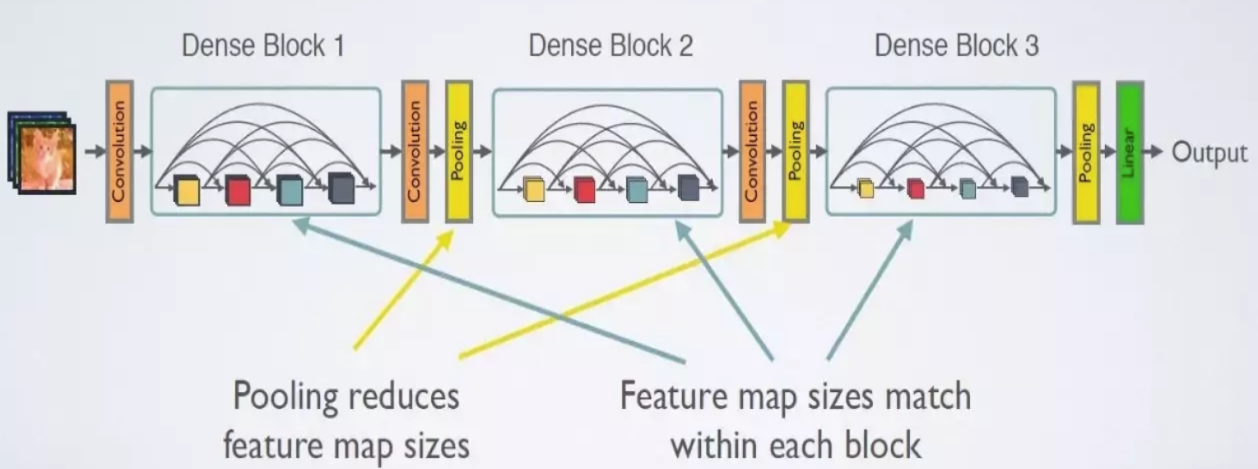 Dense Block 1
Dense Block 2
Dense Block 3
Convolution
Convolution
Pooling
Convolution
Pooling
Pooling
Linear
Output
Pooling reduces
feature map sizes
Feature map sizes match
within each block